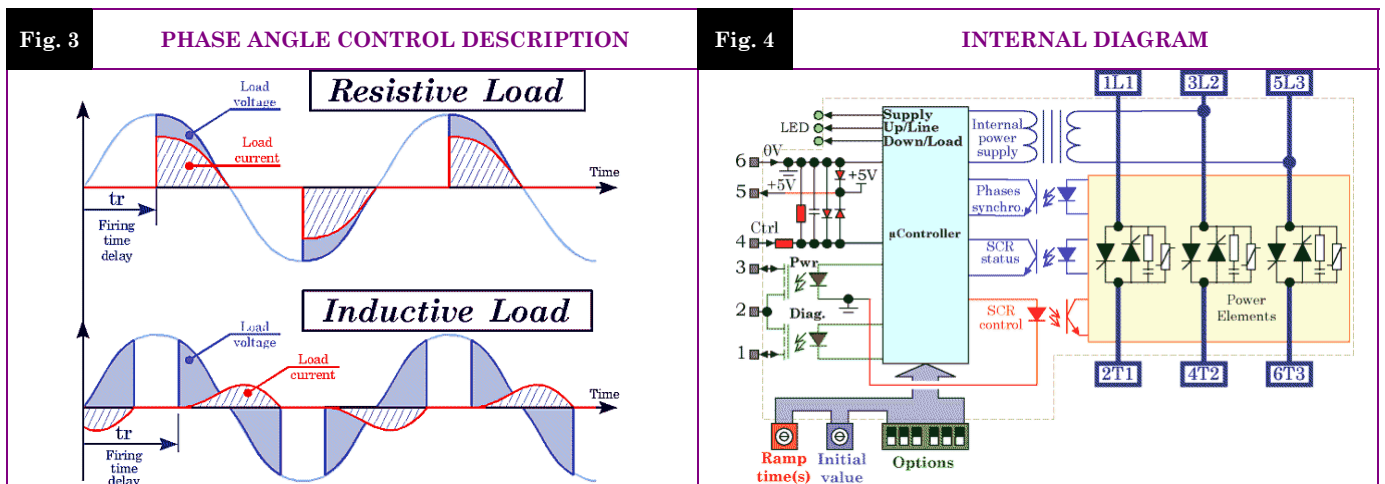 Fig. 3
PHASE ANGLE CONTROL DESCRIPTION
Resistive Load
Load
voltage
Load
current
Time
tr
Firing
time
delay
Inductive Load
Load
voltage
Load
current
Time
tr
Firing
time
delay
Fig. 4
INTERNAL DIAGRAM
1L1
3L2
5L3
LED
Supply
Up/Line
Down/Load
Internal
power
supply
6
0V
5
+5V
+5V
Phases
synchro.
Ctrl
4
µController
SCR
status
3
Pwr
2
Diag.
1
SCR
control
Power
Elements
2T1
4T2
6T3
Ramp
time(s)
Initial
value
Options